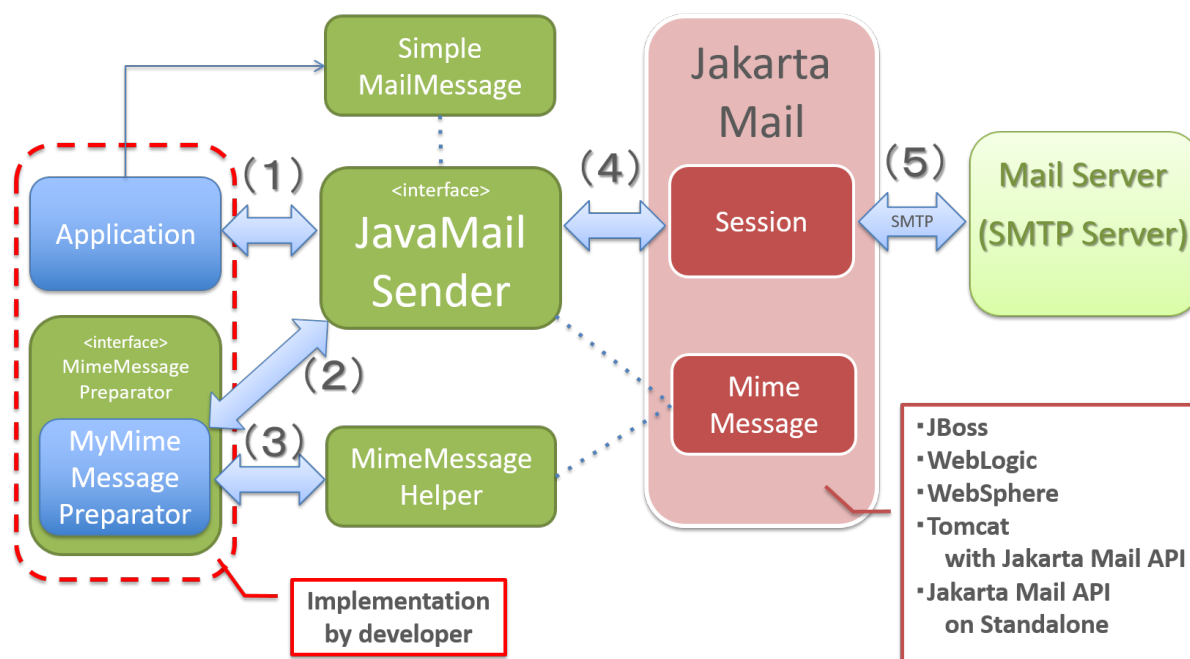 Simple
MailMessage
Jakarta
Mail
(1)
Application
<interface>
JavaMail
Sender
(4)
Session
(5)
SMTP
Mail Server
(SMTP Server)
<interface>
MimeMessage
Preparator
(2)
MyMime
Message
Preparator
(3)
MimeMessage
Helper
Mime
Message
Implementation
by developer
・JBoss
・WebLogic
・WebSphere
・Tomcat
with Jakarta Mail API
・Jakarta Mail API
on Standalone